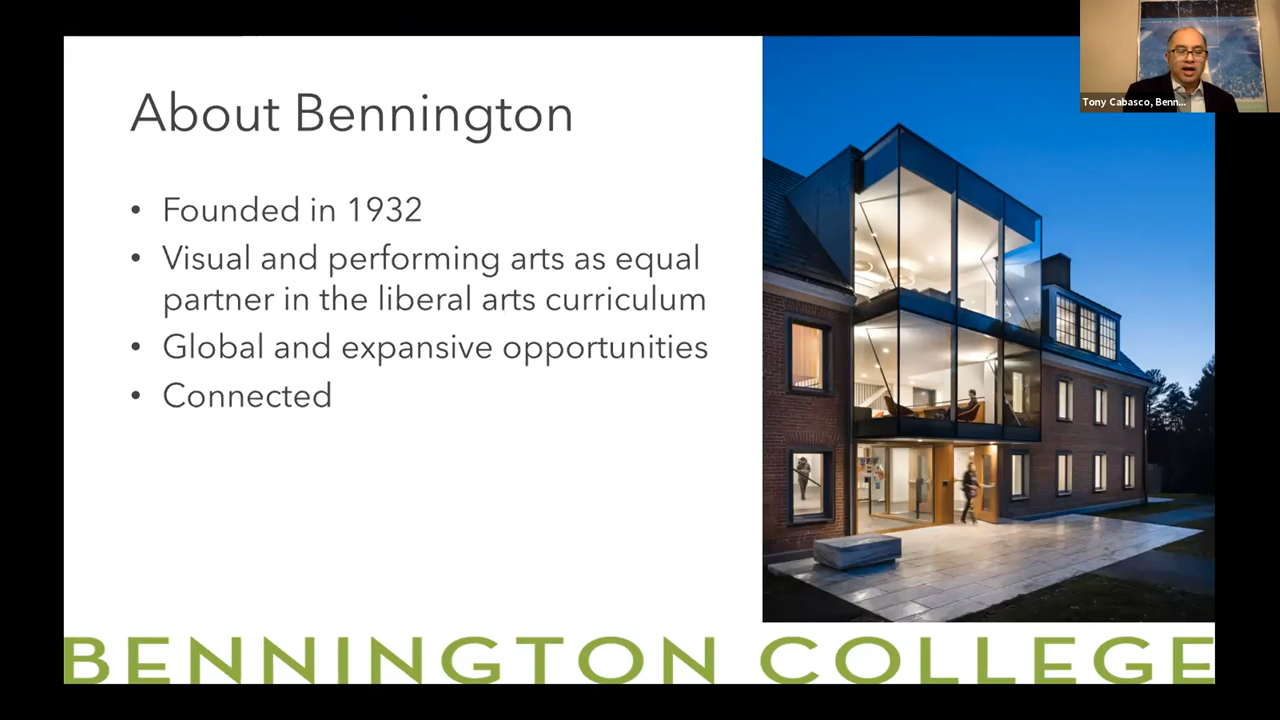 About Bennington
• Founded in 1932
• Visual and performing arts as equal
partner in the liberal arts curriculum
• Global and expansive opportunities
• Connected
BENNINGTON COLLEGE
Tony Cabasco, Benn...